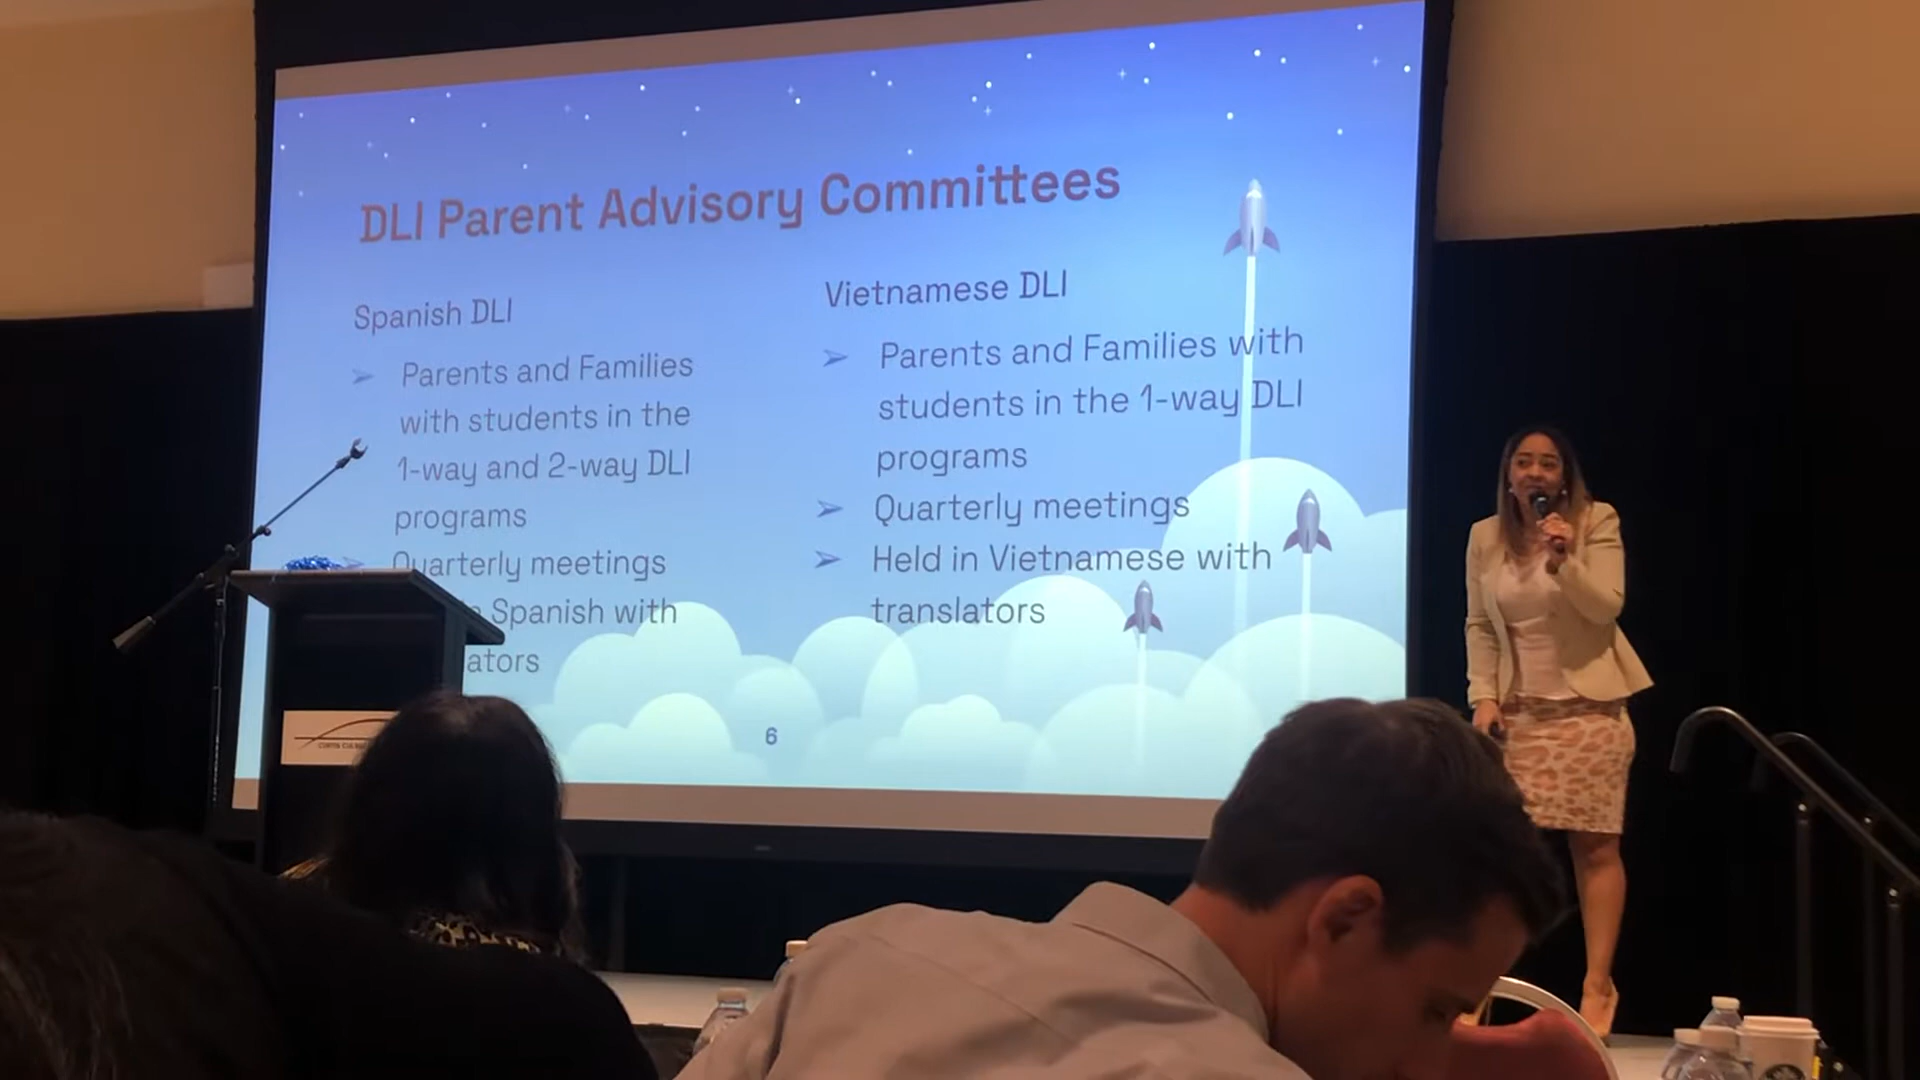 DLI Parent Advisory Committees
Spanish DLI
Parents and Families
with students in the
1-way and 2-way DLI
programs
Quarterly meetings
Spanish with
ators
Vietnamese DLI
Parents and Families with
students in the 1-way DLI
programs
Quarterly meetings
Held in Vietnamese with
translators
6